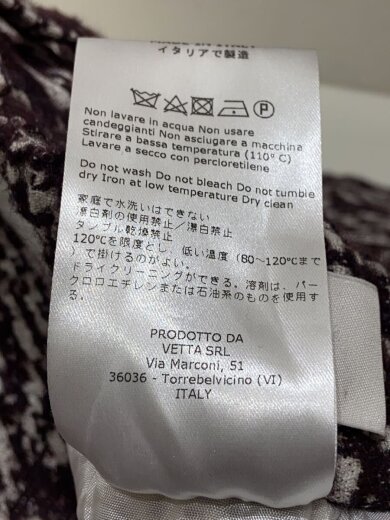 MADE IN ITALY
イタリアで製造
P
Non lavare in acqua Non usare
candeggianti Non asciugare a macchina
Stirare a bassa temperatura (110° C)
Lavare a secco con percloretilene
Do not wash Do not bleach Do not tumble
dry Iron at low temperature Dry clean
家庭で水洗いはできない
漂白剤の使用禁止／漂白禁止
タンブル乾燥禁止
120℃を限度とし、低い温度（80～120℃まで
）で掛けるのがよい。
ドライクリーニングができる。溶剤は、パー
クロロエチレンまたは石油系のものを使用す
る。
PRODOTTO DA
VETTA SRL
Via Marconi, 51
36036 - Torrebelvicino (VI)
ITALY